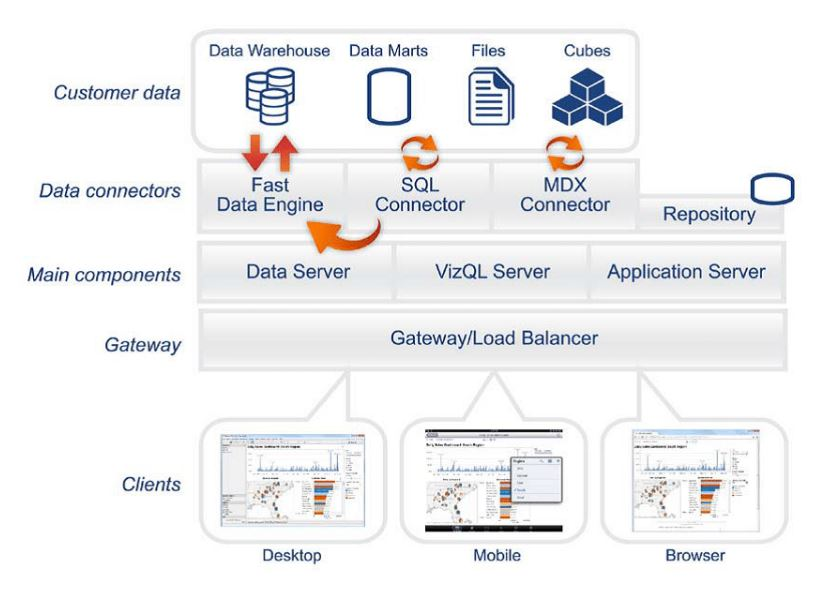 Data Warehouse Data Marts Files Cubes
Customer data
Data connectors
Fast
Data Engine
SQL
Connector
MDX
Connector
Repository
Main components
Data Server VizQL Server Application Server
Gateway
Gateway/Load Balancer
Clients
Desktop Mobile Browser